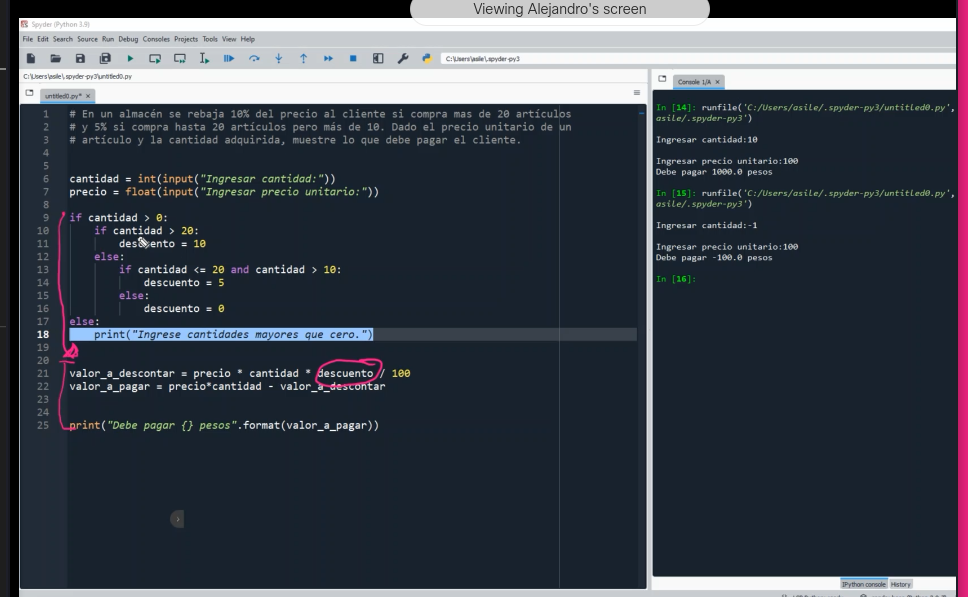 Viewing Alejandro's screen
Spyder (Python 3.9)
File Edit Search Source Run Debug Consoles Projects Tools View Help
C:\Users\asile\.spyder-py3
C:\Users\asile\.spyder-py3\untitled0.py
untitled0.py*
1 # En un almacén se rebaja 10% del precio al cliente si compra mas de 20 artículos
2 # y 5% si compra hasta 20 artículos pero más de 10. Dado el precio unitario de un
3 # artículo y la cantidad adquirida, muestre lo que debe pagar el cliente.
4
5
6 cantidad = int(input("Ingresar cantidad:"))
7 precio = float(input("Ingresar precio unitario:"))
8
9 if cantidad > 0:
10 if cantidad > 20:
11 descuento = 10
12 else:
13 if cantidad <= 20 and cantidad > 10:
14 descuento = 5
15 else:
16 descuento = 0
17 else:
18 print("Ingrese cantidades mayores que cero.")
19
20
21 valor_a_descontar = precio * cantidad * descuento / 100
22 valor_a_pagar = precio*cantidad - valor_a_descontar
23
24
25 print("Debe pagar {} pesos".format(valor_a_pagar))
Console 1/A
In [14]: runfile('C:/Users/asile/.spyder-py3/untitled0.py',
asile/.spyder-py3')
Ingresar cantidad:10
Ingresar precio unitario:100
Debe pagar 1000.0 pesos
In [15]: runfile('C:/Users/asile/.spyder-py3/untitled0.py',
asile/.spyder-py3')
Ingresar cantidad:-1
Ingresar precio unitario:100
Debe pagar -100.0 pesos
In [16]:
IPython console History